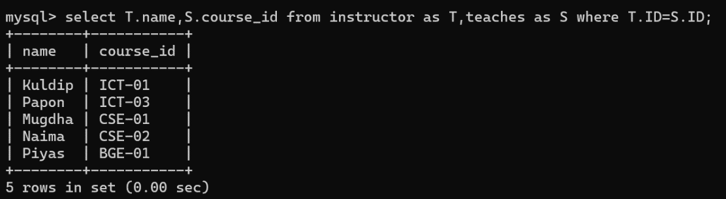 mysql> select T.name,S.course_id from instructor as T,teaches as S where T.ID=S.ID;
+--------+-----------+
| name   | course_id |
+--------+-----------+
| Kuldip | ICT-01    |
| Papon  | ICT-03    |
| Mugdha | CSE-01    |
| Naima  | CSE-02    |
| Piyas  | BGE-01    |
+--------+-----------+
5 rows in set (0.00 sec)